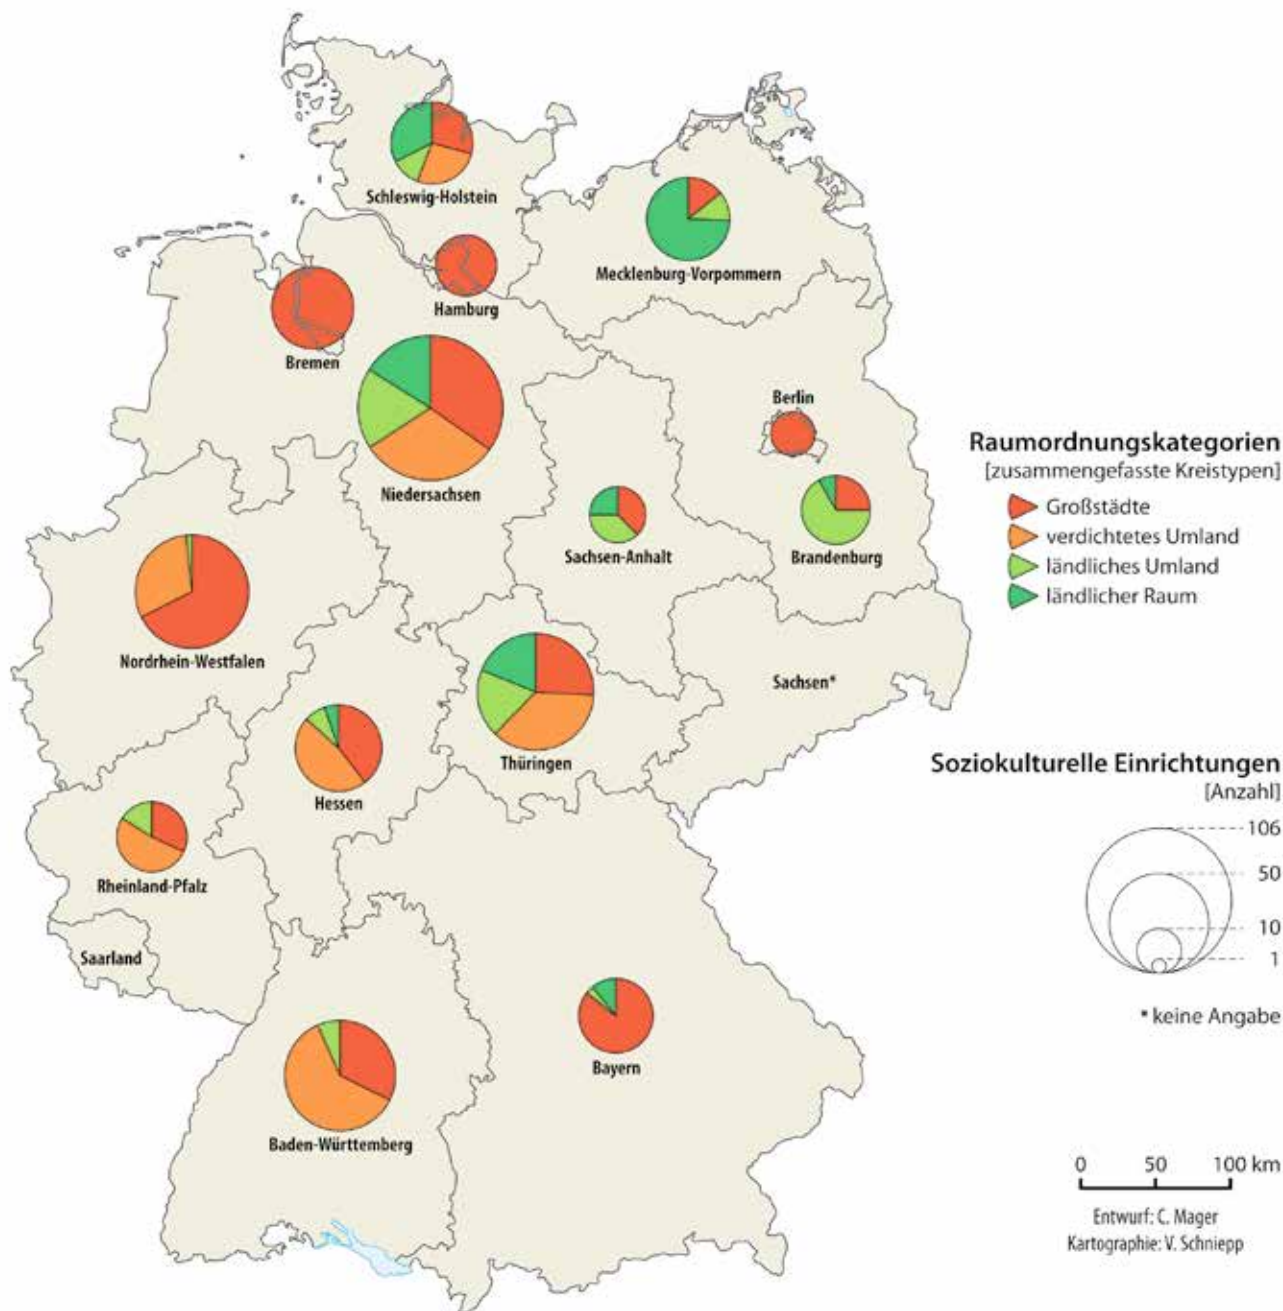 Schleswig-Holstein
Mecklenburg-Vorpommern
Hamburg
Bremen
Berlin
Niedersachsen
Sachsen-Anhalt
Brandenburg
Nordrhein-Westfalen
Sachsen*
Thüringen
Hessen
Rheinland-Pfalz
Saarland
Bayern
Baden-Württemberg
Raumordnungskategorien
[zusammengefasste Kreistypen]
Großstädte
verdichtetes Umland
ländliches Umland
ländlicher Raum
Soziokulturelle Einrichtungen
[Anzahl]
106
50
10
1
* keine Angabe
0 50 100 km
Entwurf: C. Mager
Kartographie: V. Schniepp